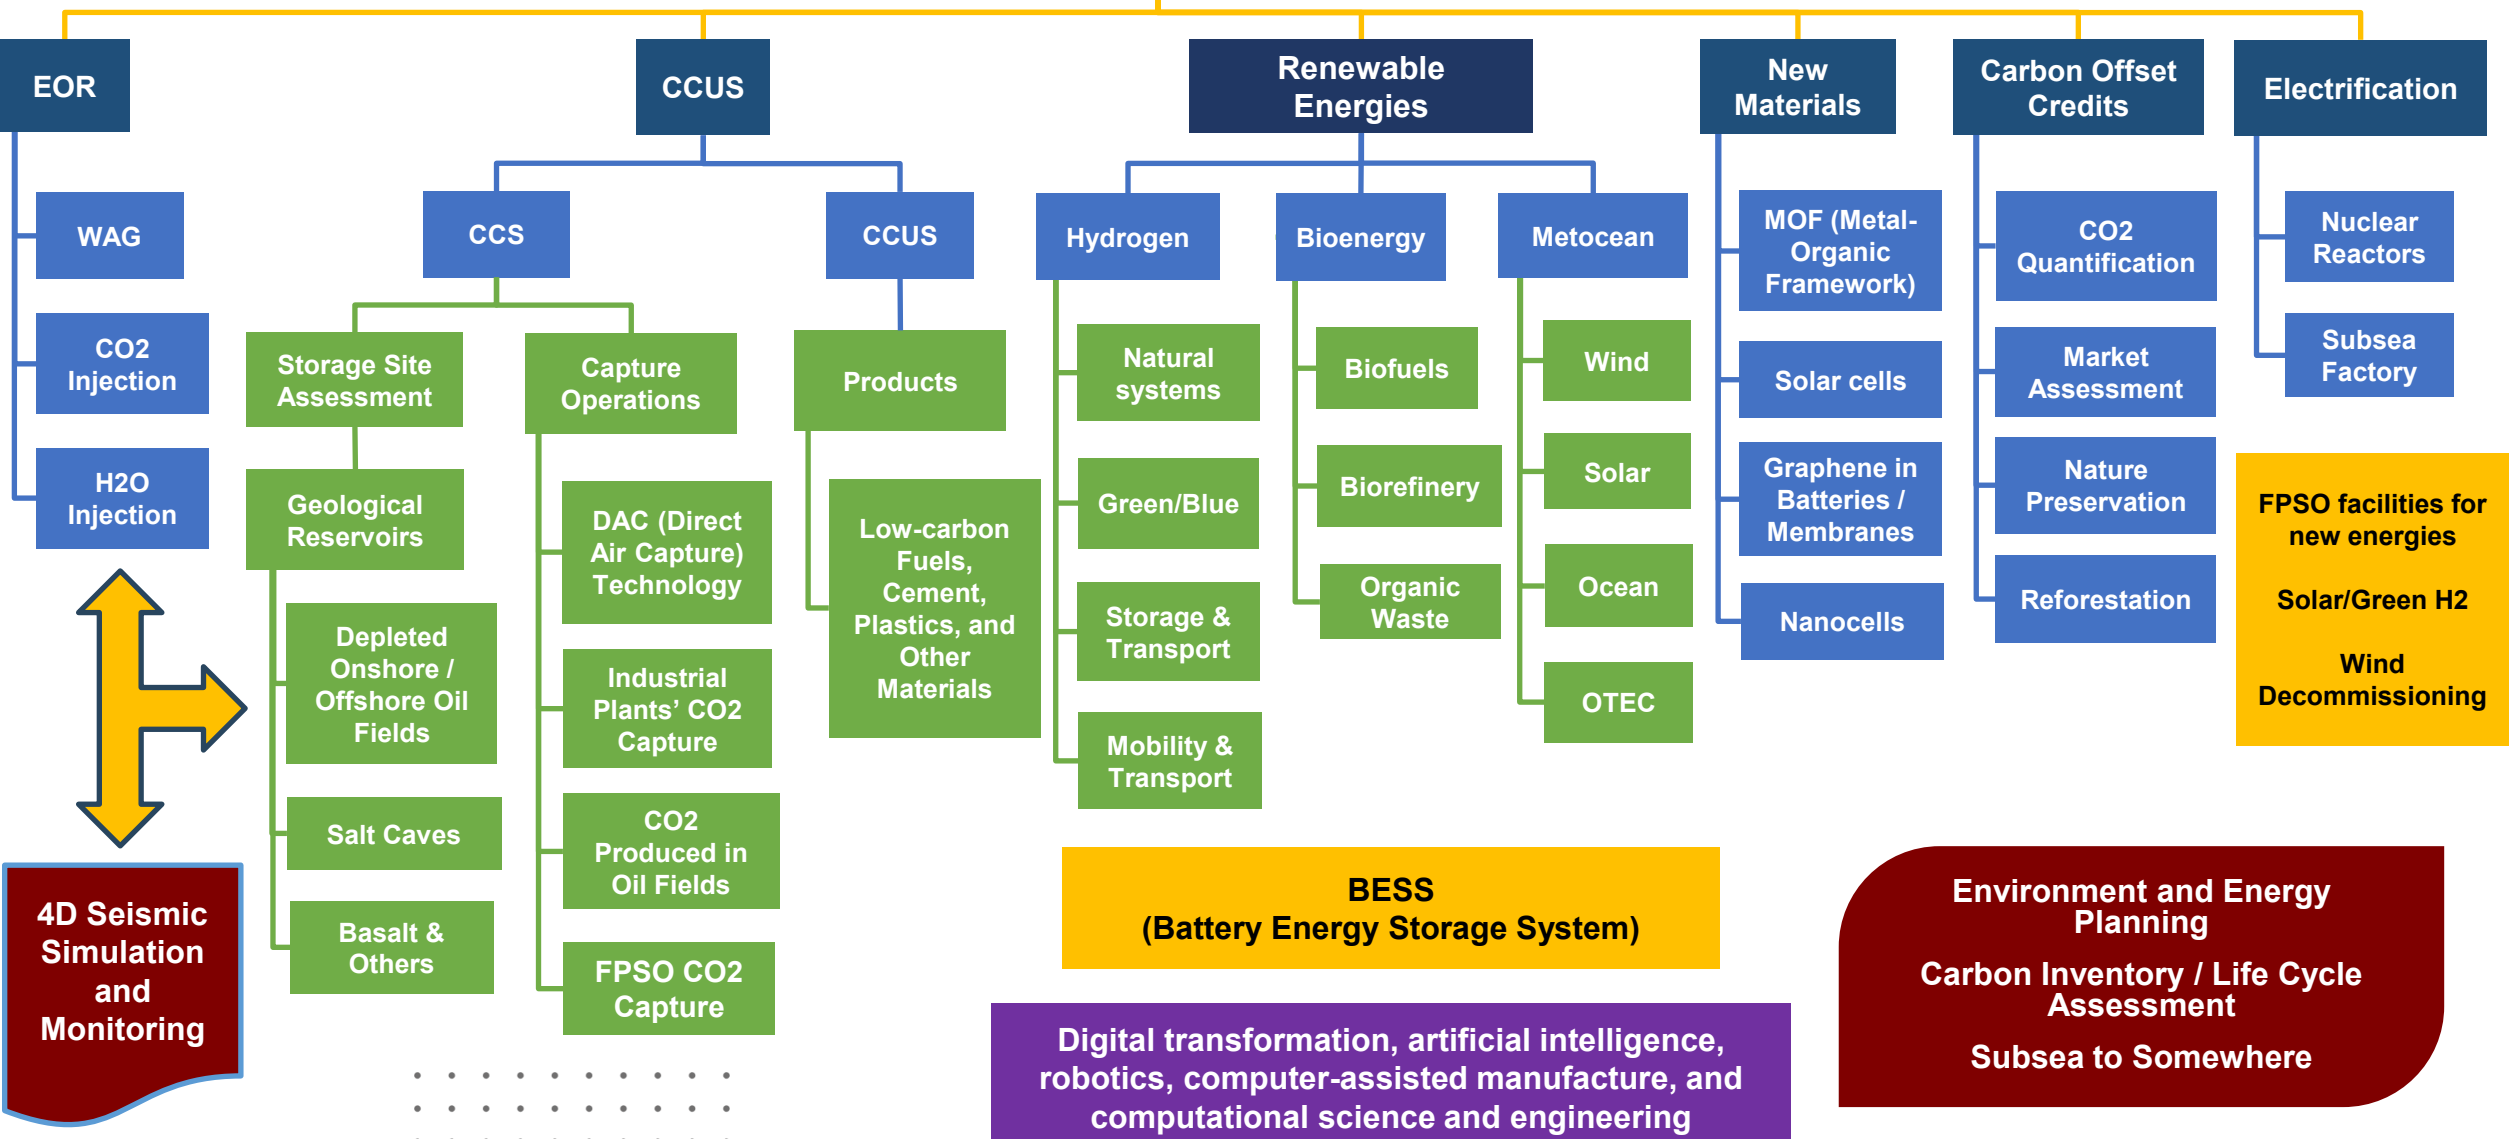 EOR
WAG
CO2
Injection
H2O
Injection
4D Seismic
Simulation
and
Monitoring
CCUS
CCS
Storage Site
Assessment
Geological
Reservoirs
Depleted
Onshore /
Offshore Oil
Fields
Salt Caves
Basalt &
Others
Capture
Operations
DAC (Direct
Air Capture)
Technology
Industrial
Plants’ CO2
Capture
CO2
Produced in
Oil Fields
FPSO CO2
Capture
CCUS
Products
Low-carbon
Fuels,
Cement,
Plastics, and
Other
Materials
Renewable
Energies
Hydrogen
Natural
systems
Green/Blue
Storage &
Transport
Mobility &
Transport
Bioenergy
Biofuels
Biorefinery
Organic
Waste
Metocean
Wind
Solar
Ocean
OTEC
New
Materials
MOF (Metal-
Organic
Framework)
Solar cells
Graphene in
Batteries /
Membranes
Nanocells
Carbon Offset
Credits
CO2
Quantification
Market
Assessment
Nature
Preservation
Reforestation
Electrification
Nuclear
Reactors
Subsea
Factory
FPSO facilities for
new energies
Solar/Green H2
Wind
Decommissioning
BESS
(Battery Energy Storage System)
Digital transformation, artificial intelligence,
robotics, computer-assisted manufacture, and
computational science and engineering
Environment and Energy
Planning
Carbon Inventory / Life Cycle
Assessment
Subsea to Somewhere